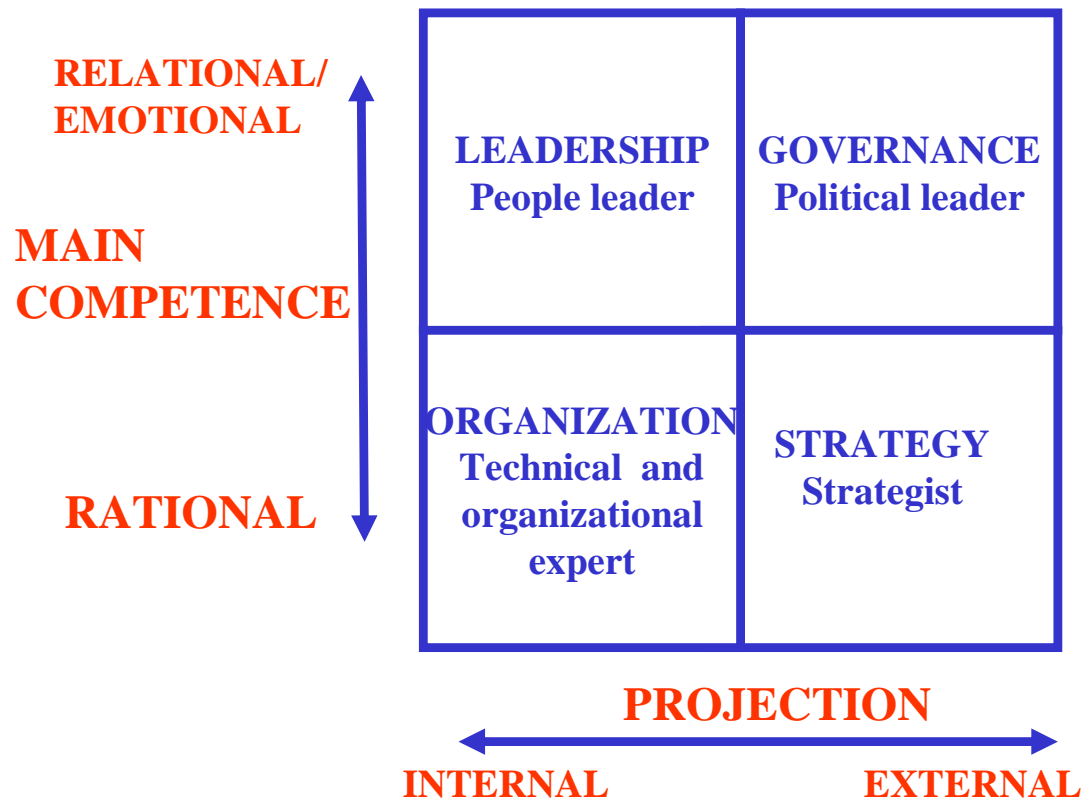 RELATIONAL/
EMOTIONAL
MAIN
COMPETENCE
RATIONAL
LEADERSHIP
People leader
GOVERNANCE
Political leader
ORGANIZATION
Technical and
organizational
expert
STRATEGY
Strategist
PROJECTION
INTERNAL
EXTERNAL